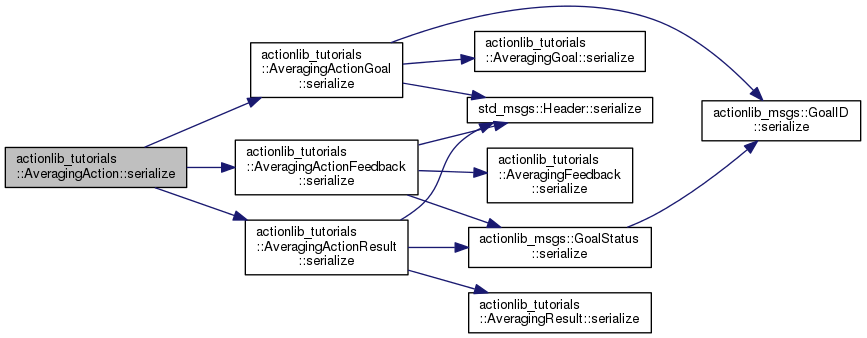 actionlib_tutorials
::AveragingAction::serialize
actionlib_tutorials
::AveragingActionGoal
::serialize
actionlib_tutorials
::AveragingActionFeedback
::serialize
actionlib_tutorials
::AveragingActionResult
::serialize
actionlib_tutorials
::AveragingGoal::serialize
std_msgs::Header::serialize
actionlib_tutorials
::AveragingFeedback
::serialize
actionlib_msgs::GoalStatus
::serialize
actionlib_tutorials
::AveragingResult::serialize
actionlib_msgs::GoalID
::serialize